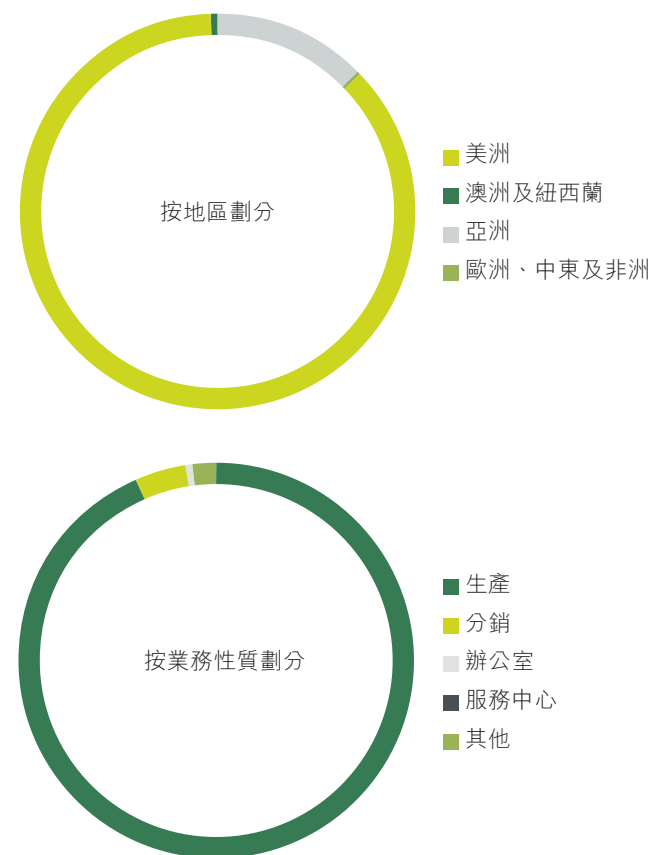 按地區劃分
美洲
澳洲及紐西蘭
亞洲
歐洲、中東及非洲
按業務性質劃分
生產
分銷
辦公室
服務中心
其他